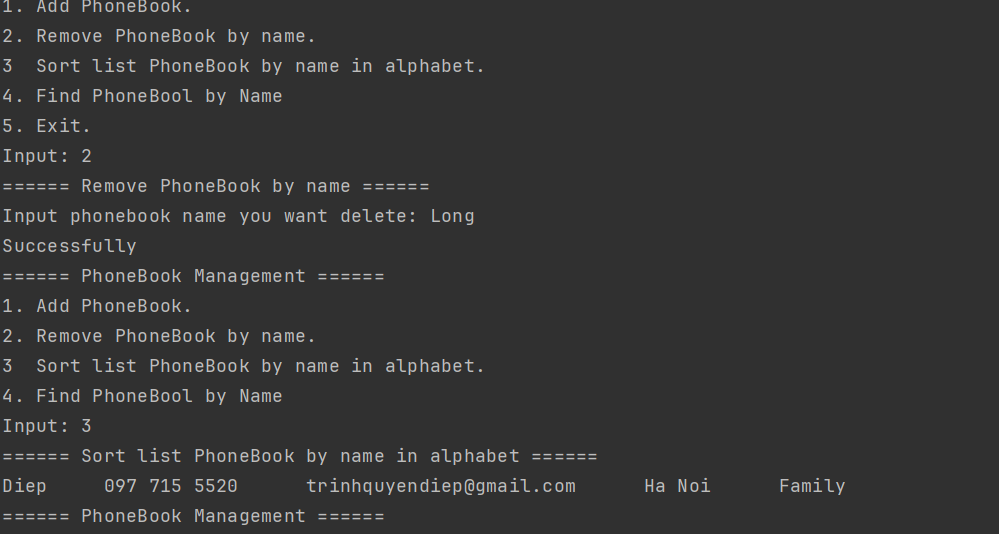 1. Add PhoneBook.
2. Remove PhoneBook by name.
3  Sort list PhoneBook by name in alphabet.
4. Find PhoneBool by Name
5. Exit.
Input: 2
====== Remove PhoneBook by name ======
Input phonebook name you want delete: Long
Successfully
====== PhoneBook Management ======
1. Add PhoneBook.
2. Remove PhoneBook by name.
3  Sort list PhoneBook by name in alphabet.
4. Find PhoneBool by Name
Input: 3
====== Sort list PhoneBook by name in alphabet ======
Diep     097 715 5520      trinhquyendiep@gmail.com      Ha Noi      Family
====== PhoneBook Management ======